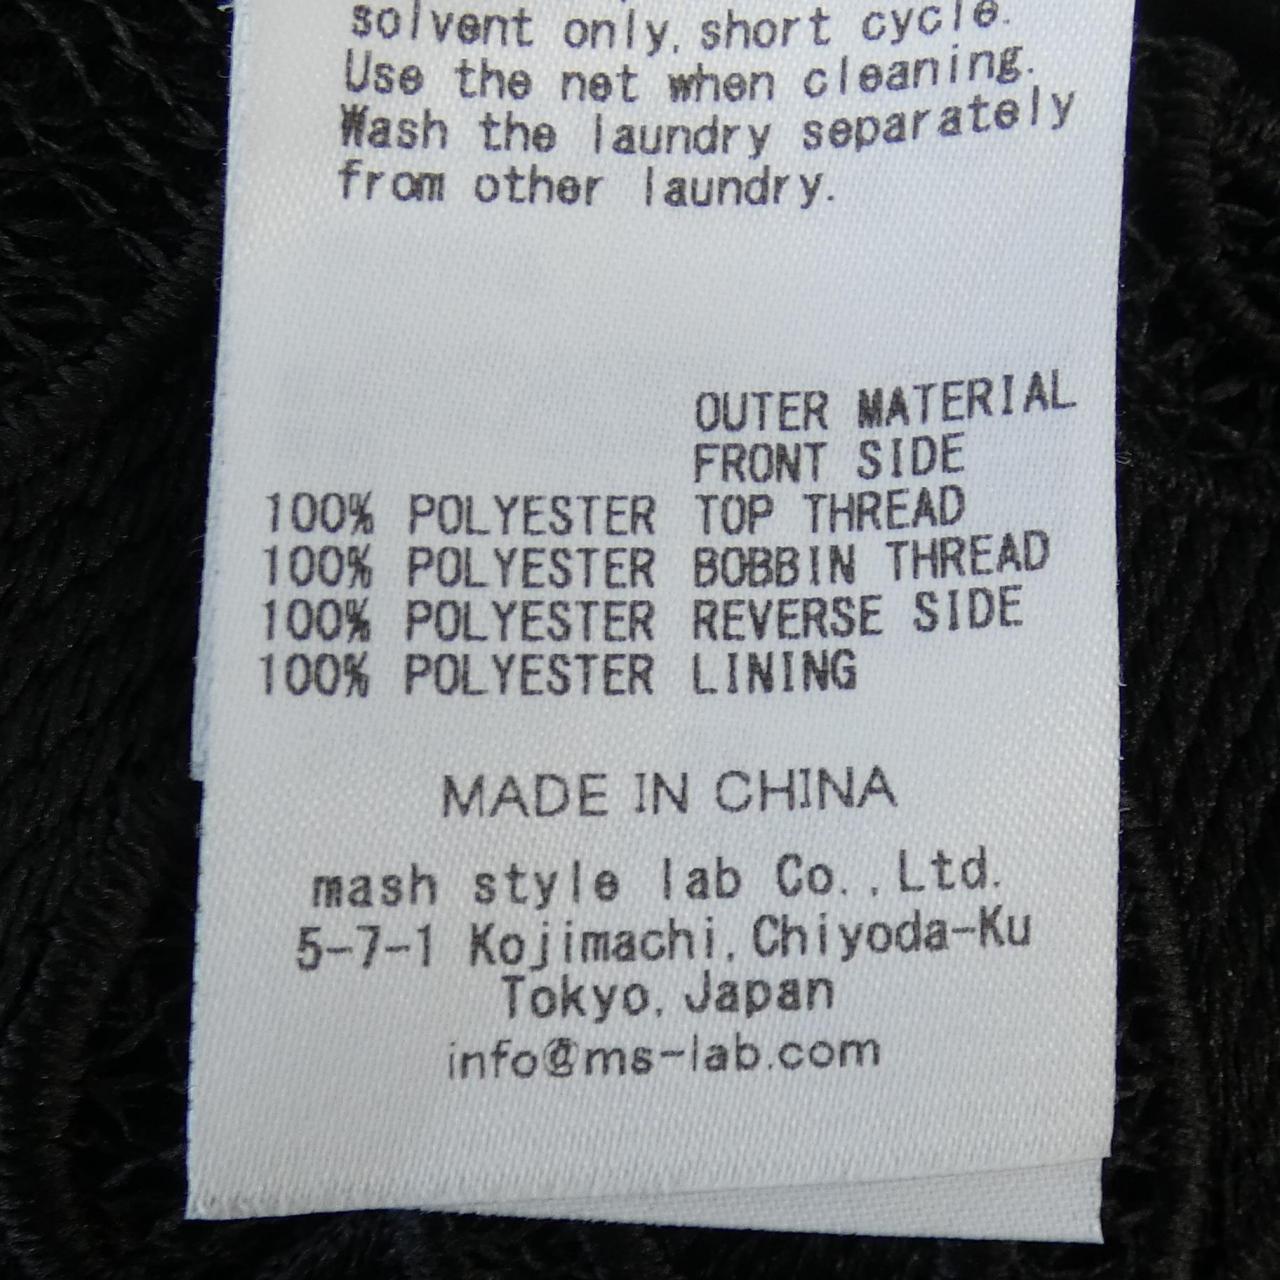 solvent only, short cycle.
Use the net when cleaning.
Wash the laundry separately
from other laundry.
OUTER MATERIAL
FRONT SIDE
100% POLYESTER TOP THREAD
100% POLYESTER BOBBIN THREAD
100% POLYESTER REVERSE SIDE
100% POLYESTER LINING
MADE IN CHINA
mash style lab Co.,Ltd.
5-7-1 Kojimachi,Chiyoda-Ku
Tokyo,Japan
info@ms-lab.com